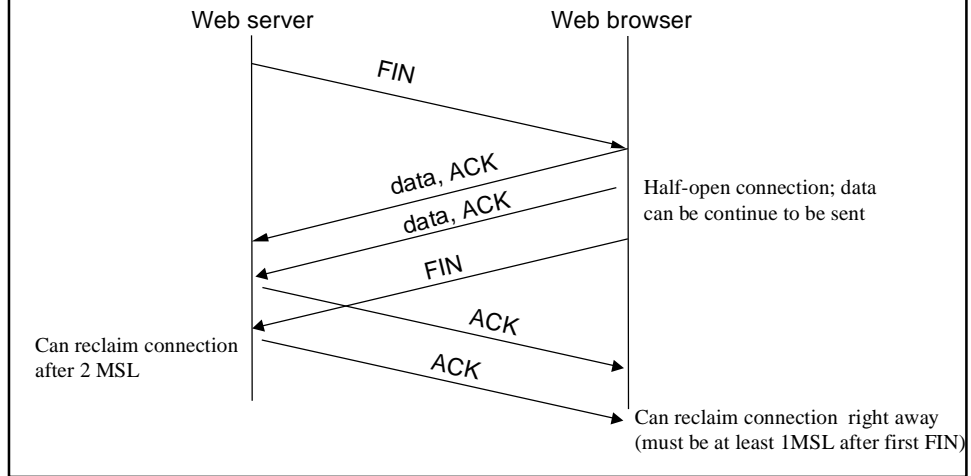 Web server
Web browser
FIN
data, ACK
Half-open connection; data
can be continue to be sent
data, ACK
FIN
ACK
Can reclaim connection
after 2 MSL
ACK
Can reclaim connection right away
(must be at least 1MSL after first FIN)